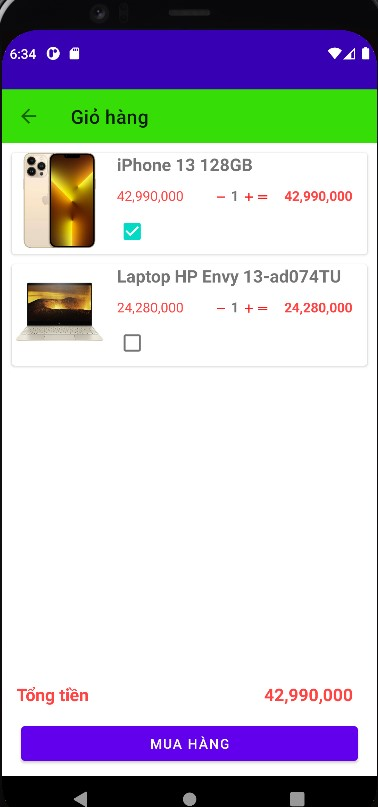 6:34
Giỏ hàng
iPhone 13 128GB
42,990,000 − 1 + = 42,990,000
Laptop HP Envy 13-ad074TU
24,280,000 − 1 + = 24,280,000
Tổng tiền 42,990,000
MUA HÀNG